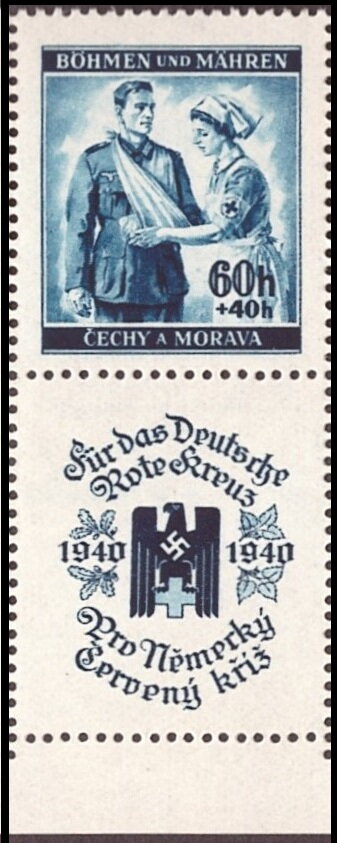 BÖHMEN UND MÄHREN
60h
+40h
ČECHY A MORAVA
Für das Deutsche
Rote Kreuz
1940 1940
Pro Německý
Červený kříž